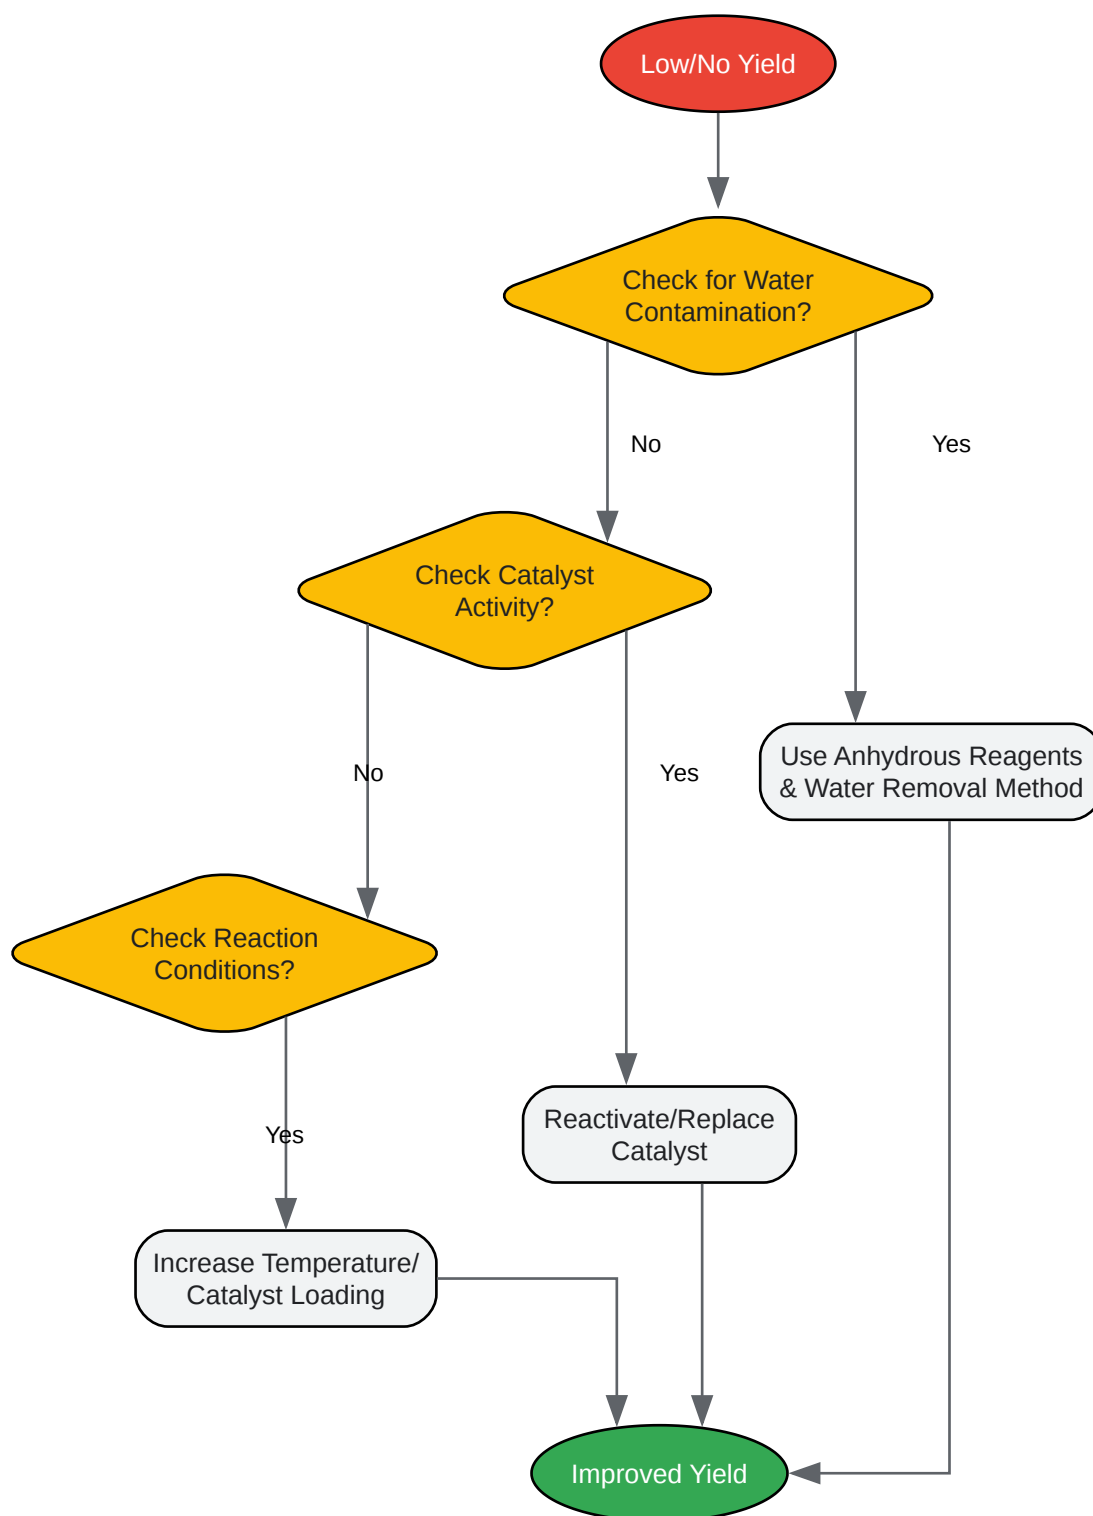 Low/No Yield
Check for Water
Contamination?
No
Yes
Check Catalyst
Activity?
No
Yes
Use Anhydrous Reagents
& Water Removal Method
Check Reaction
Conditions?
Yes
Reactivate/Replace
Catalyst
Increase Temperature/
Catalyst Loading
Improved Yield